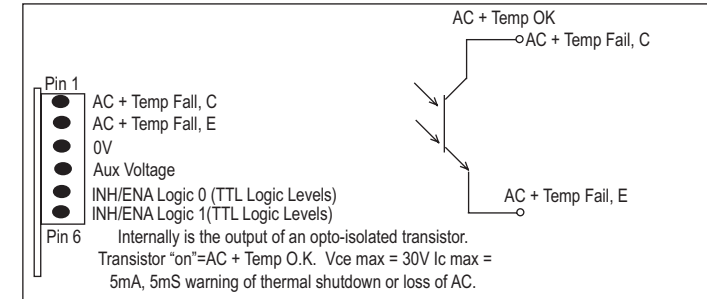 AC + Temp OK
AC + Temp Fail, C
Pin 1
AC + Temp Fall, C
AC + Temp Fall, E
0V
Aux Voltage
INH/ENA Logic 0 (TTL Logic Levels)
INH/ENA Logic 1(TTL Logic Levels)
AC + Temp Fail, E
Pin 6
Internally is the output of an opto-isolated transistor.
Transistor “on”=AC + Temp O.K. Vce max = 30V Ic max =
5mA, 5mS warning of thermal shutdown or loss of AC.